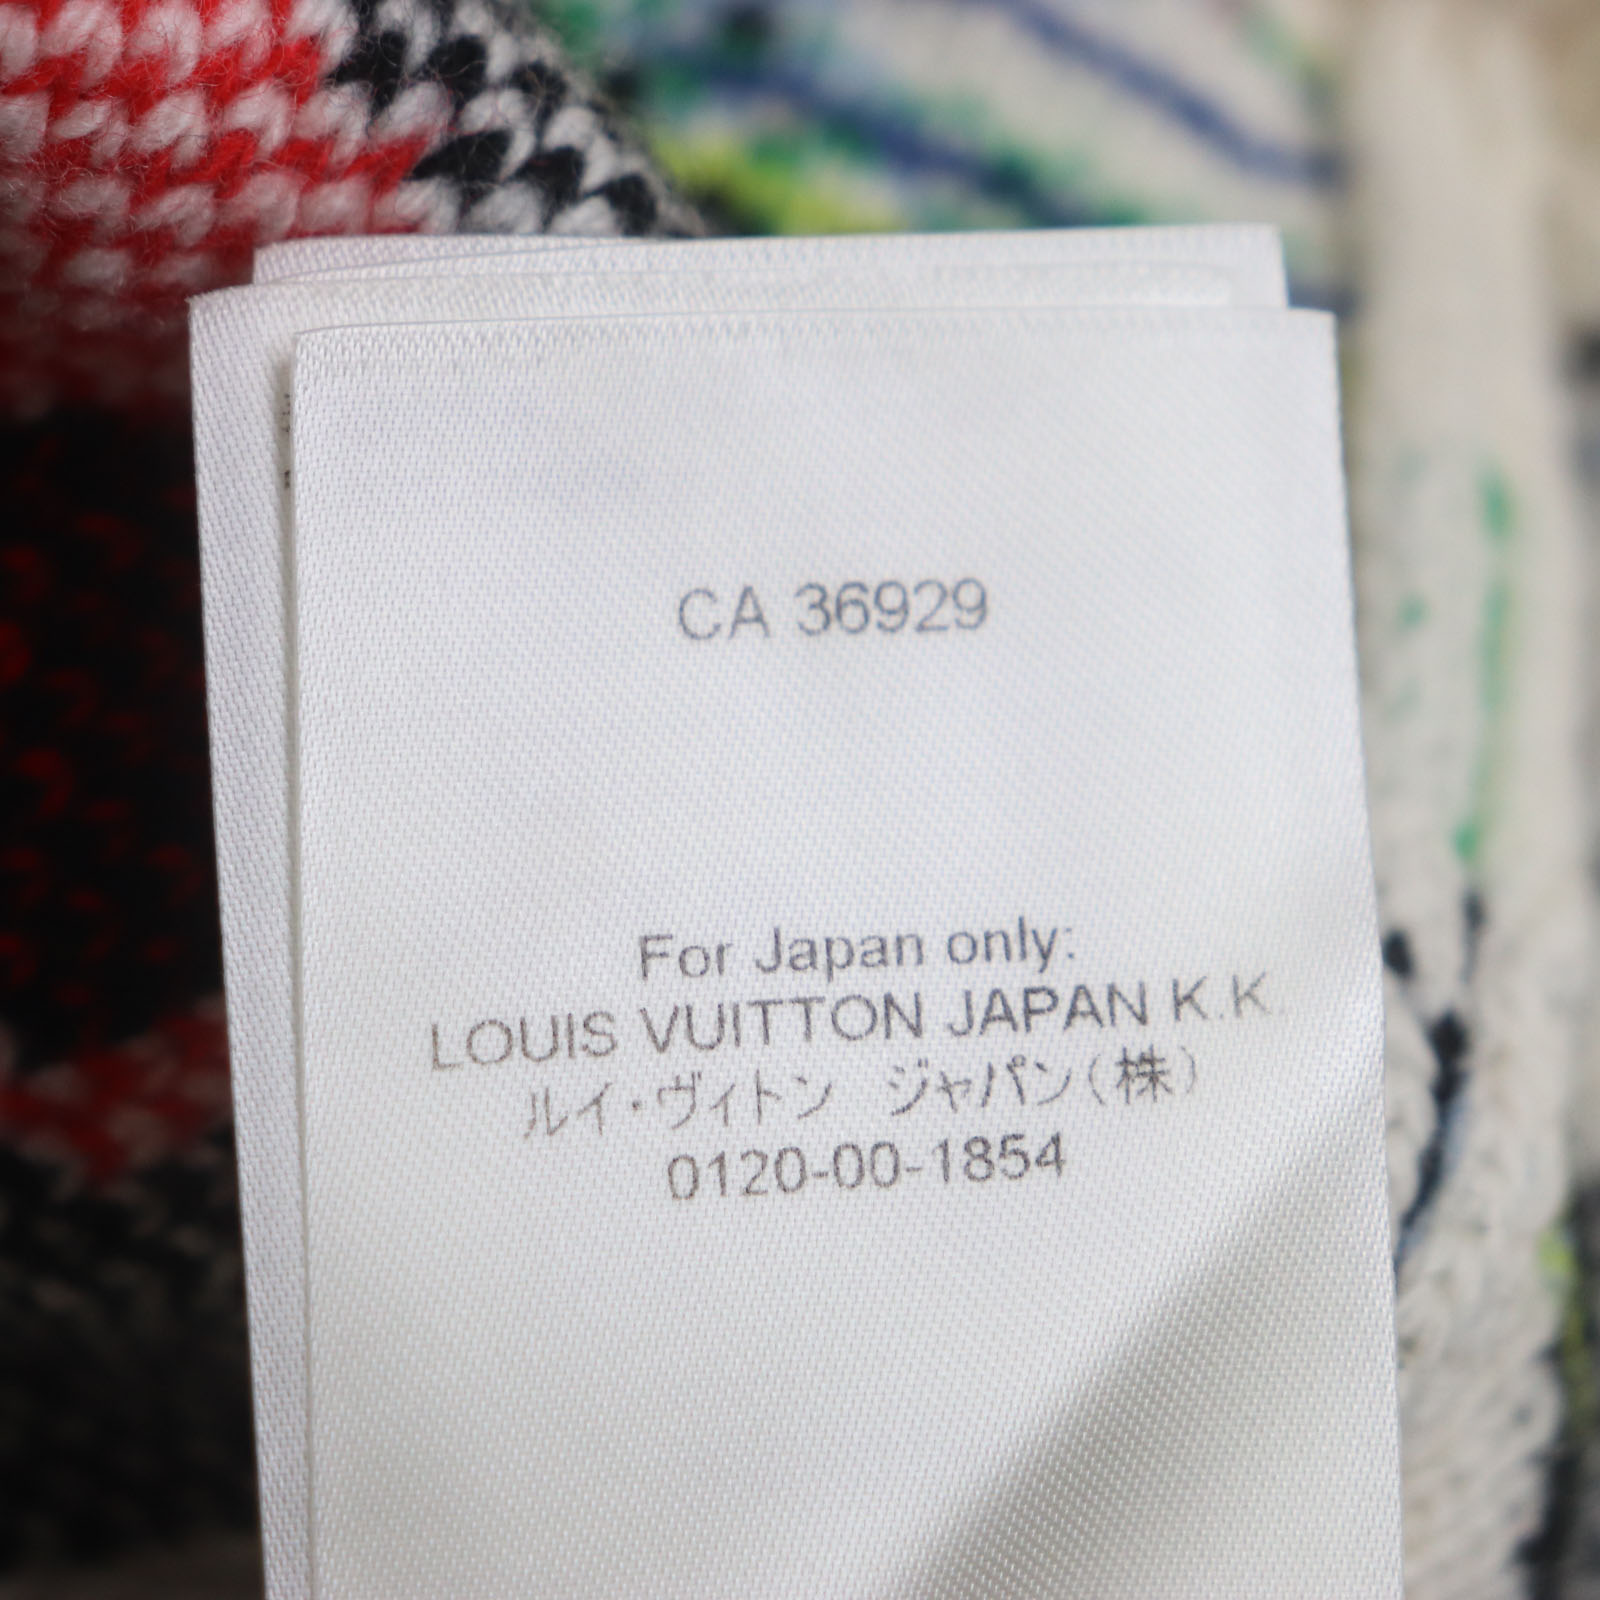 CA 36929
For Japan only:
LOUIS VUITTON JAPAN K.K.
ルイ・ヴィトン　ジャパン(株)
0120-00-1854